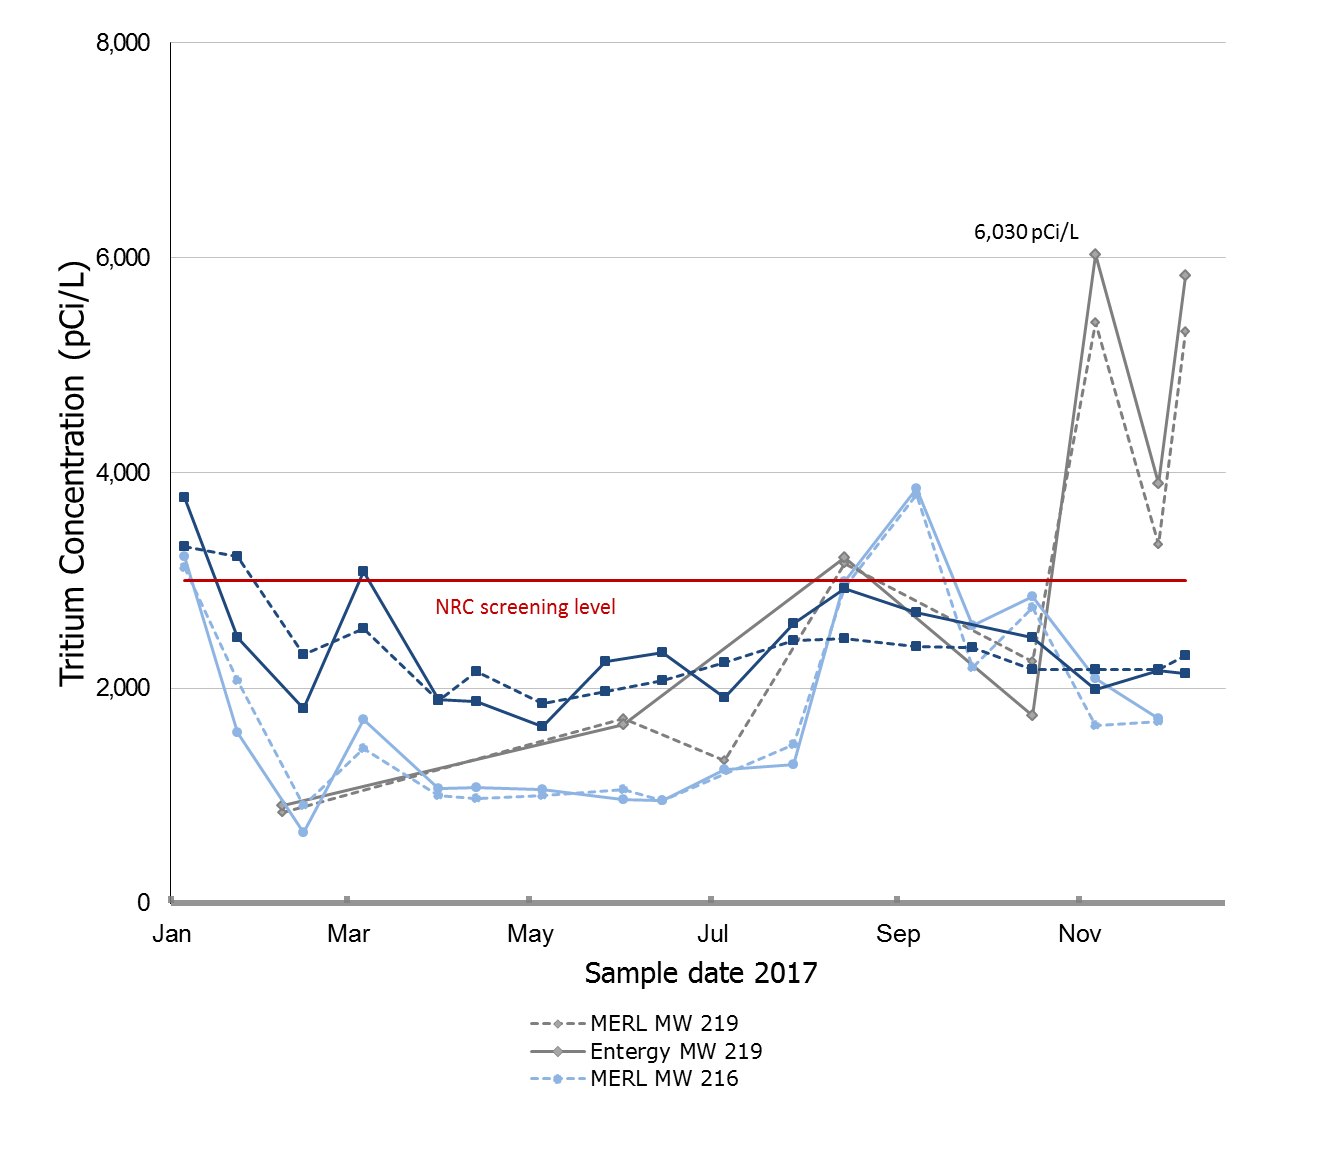 8,000
6,030 pCi/L
6,000
Tritium Concentration (pCi/L)
4,000
NRC screening level
2,000
0
Jan Mar May Jul Sep Nov
Sample date 2017
MERL MW 219
Entergy MW 219
MERL MW 216